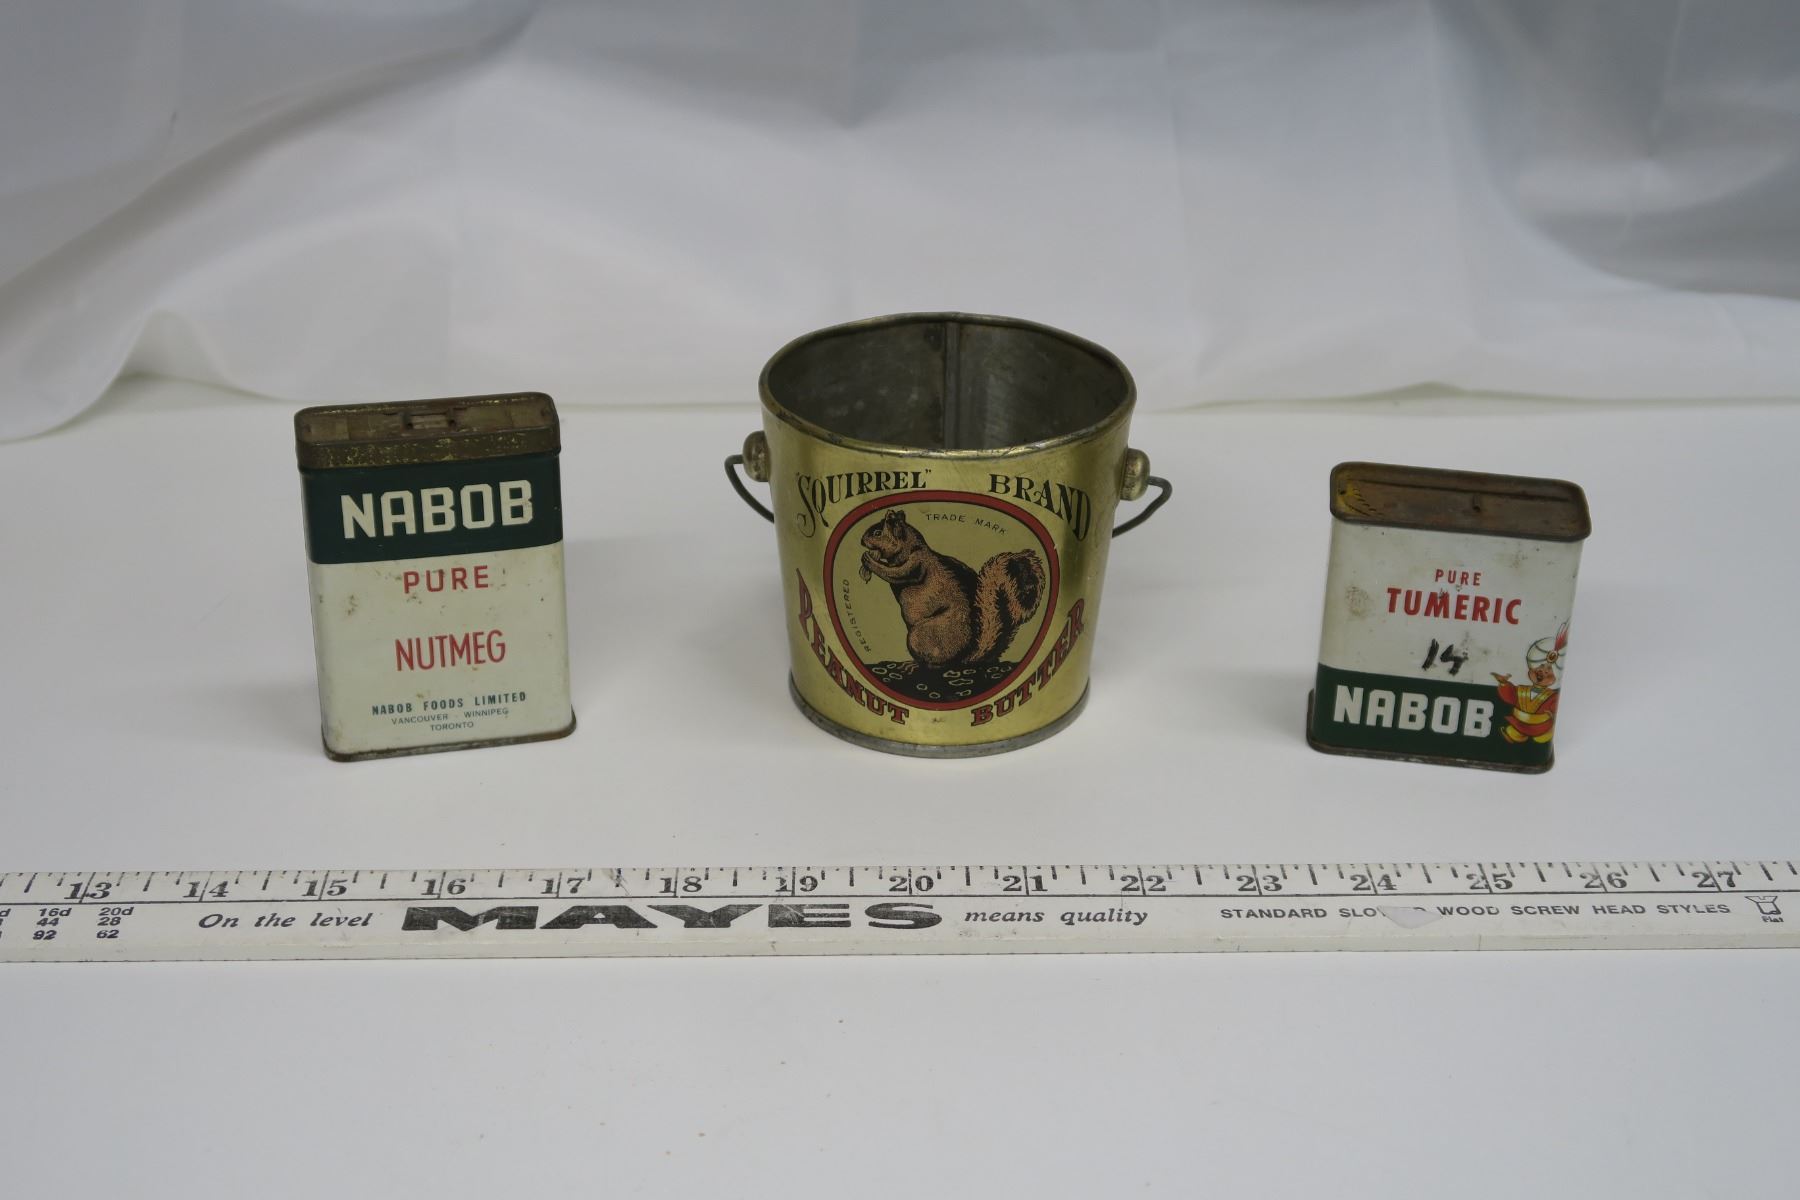 NABOB
PURE
NUTMEG
NABOB FOODS LIMITED
VANCOUVER - WINNIPEG
TORONTO
"SQUIRREL" BRAND
TRADE MARK
REGISTERED
PEANUT BUTTER
PURE
TUMERIC
14
NABOB
13 14 15 16 17 18 19 20 21 22 23 24 25 26 27
16d 20d
44 28
92 62
On the level MAYES means quality
STANDARD WOOD SCREW HEAD STYLES
Flat